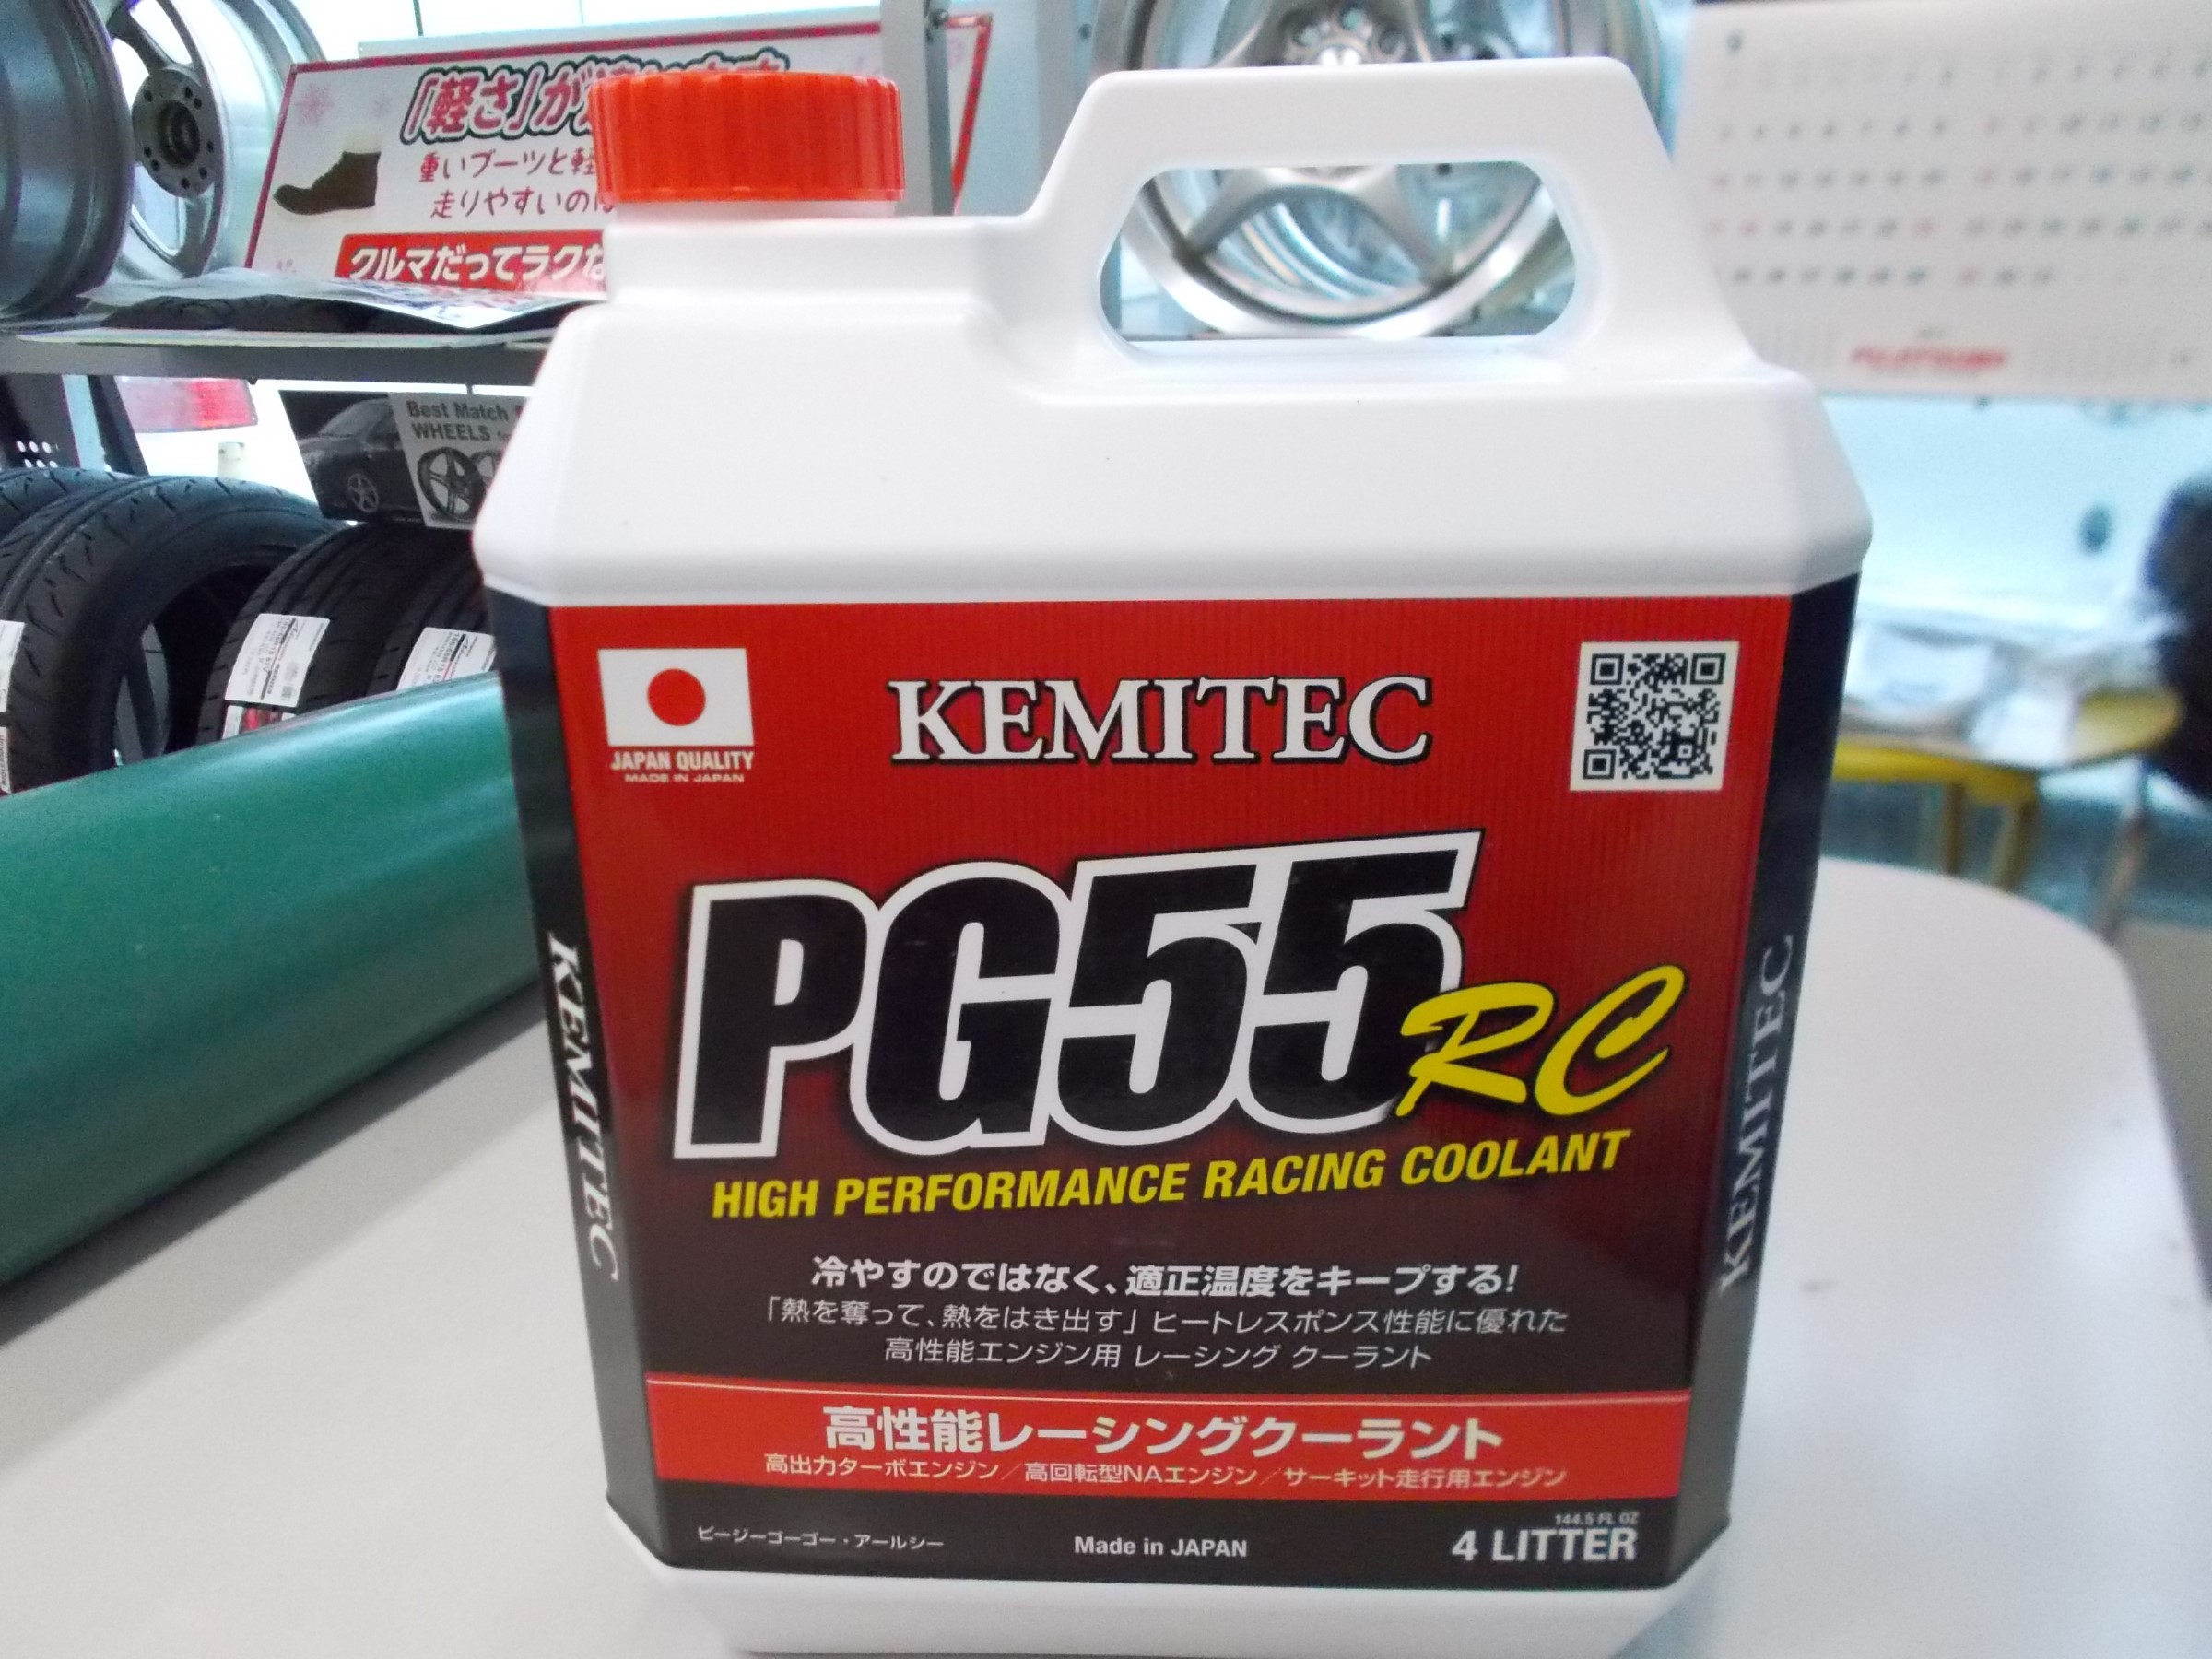 「軽さ」が
重いブーツと軽
走りやすいのは
クルマだってラクな
Best Match
WHEELS
JAPAN QUALITY
MADE IN JAPAN
KEMITEC
PG55RC
HIGH PERFORMANCE RACING COOLANT
冷やすのではなく、適正温度をキープする!
「熱を奪って、熱をはき出す」ヒートレスポンス性能に優れた
高性能エンジン用 レーシング クーラント
高性能レーシングクーラント
高出力ターボエンジン／高回転型NAエンジン／サーキット走行用エンジン
ピージーゴーゴー・アールシー
Made in JAPAN
144.5 FL OZ
4 LITTER
KEMITEC
KEMITEC